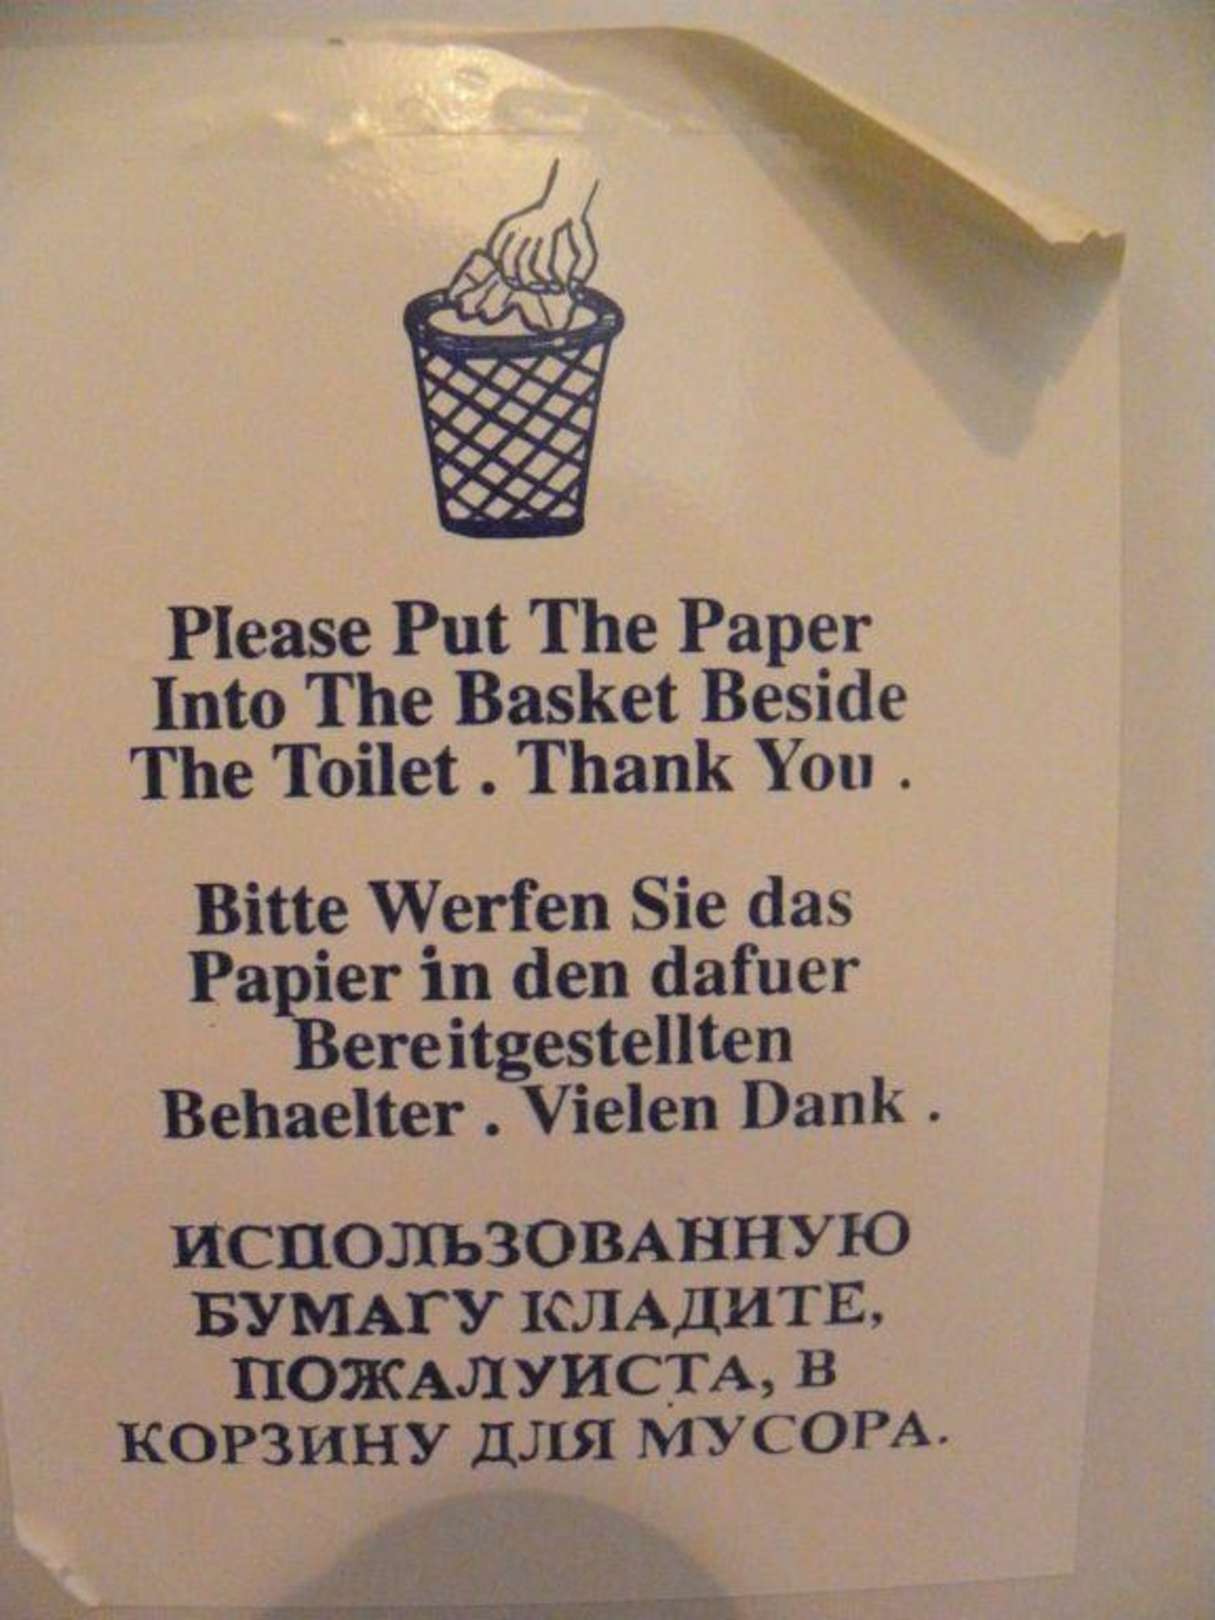 Please Put The Paper
Into The Basket Beside
The Toilet . Thank You .
Bitte Werfen Sie das
Papier in den dafuer
Bereitgestellten
Behaelter . Vielen Dank .
ИСПОЛЬЗОВАННУЮ
БУМАГУ КЛАДИТЕ,
ПОЖАЛУИСТА, В
КОРЗИНУ ДЛЯ МУСОРА.